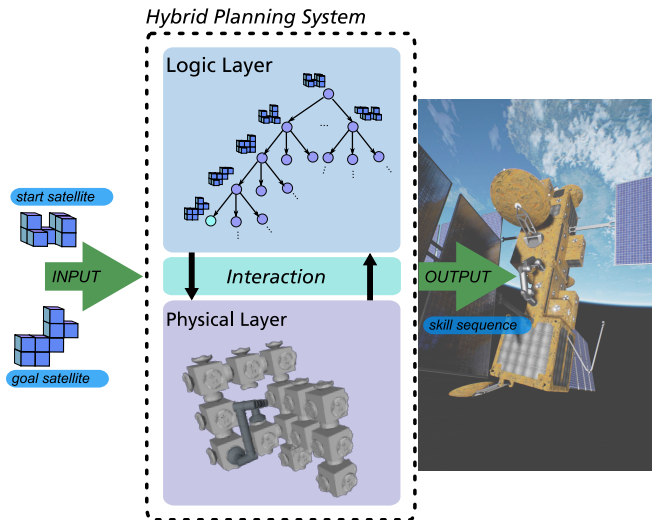 Hybrid Planning System
Logic Layer
...
start satellite
INPUT
goal satellite
Interaction
OUTPUT
skill sequence
Physical Layer